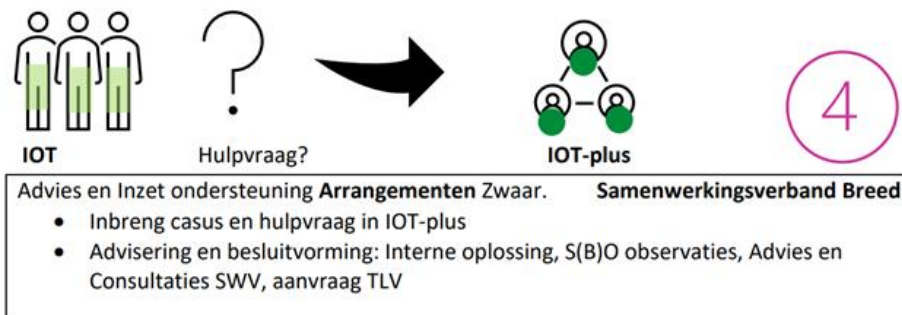 ?
4
IOT Hulpvraag? IOT-plus
Advies en Inzet ondersteuning Arrangementen Zwaar. Samenwerkingsverband Breed
• Inbreng casus en hulpvraag in IOT-plus
• Advisering en besluitvorming: Interne oplossing, S(B)O observaties, Advies en
Consultaties SWV, aanvraag TLV